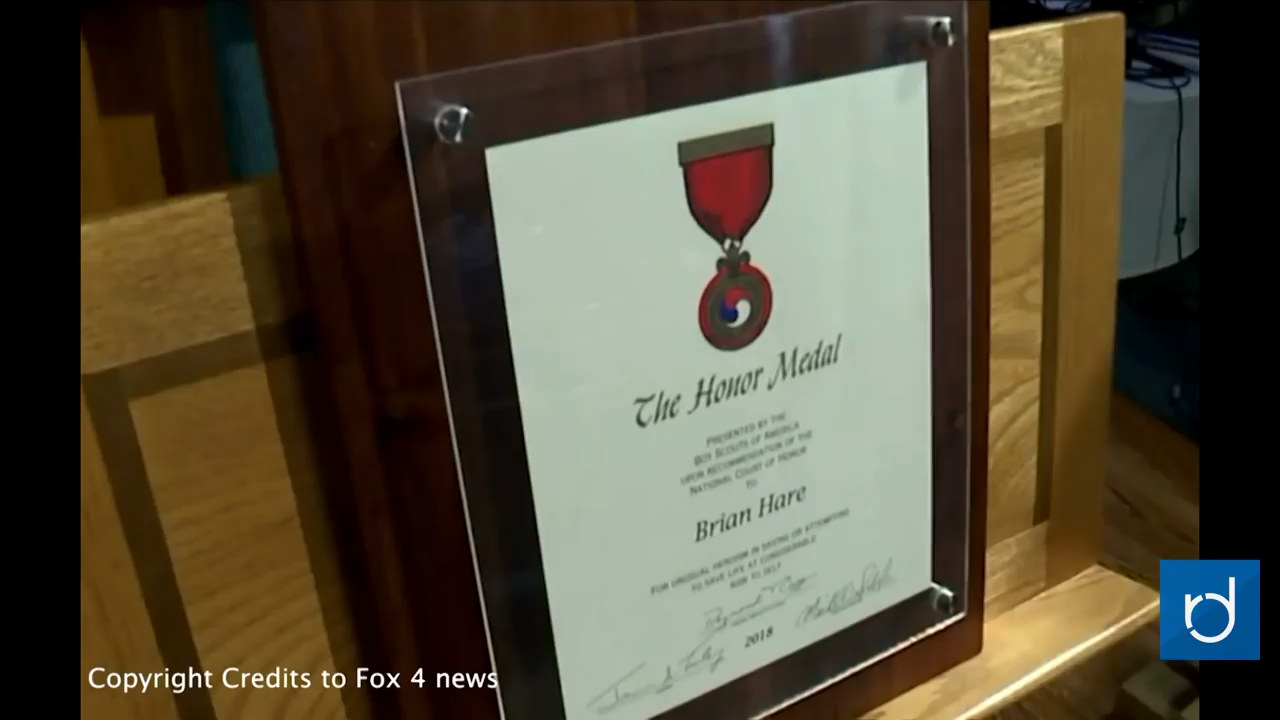 The Honor Medal
PRESENTED BY THE
BOY SCOUTS OF AMERICA
UPON RECOMMENDATION OF THE
NATIONAL COURT OF HONOR
TO
Brian Hare
FOR UNUSUAL HEROISM IN SAVING OR ATTEMPTING
TO SAVE LIFE AT CONSIDERABLE
RISK TO SELF
2018
Copyright Credits to Fox 4 news
rd